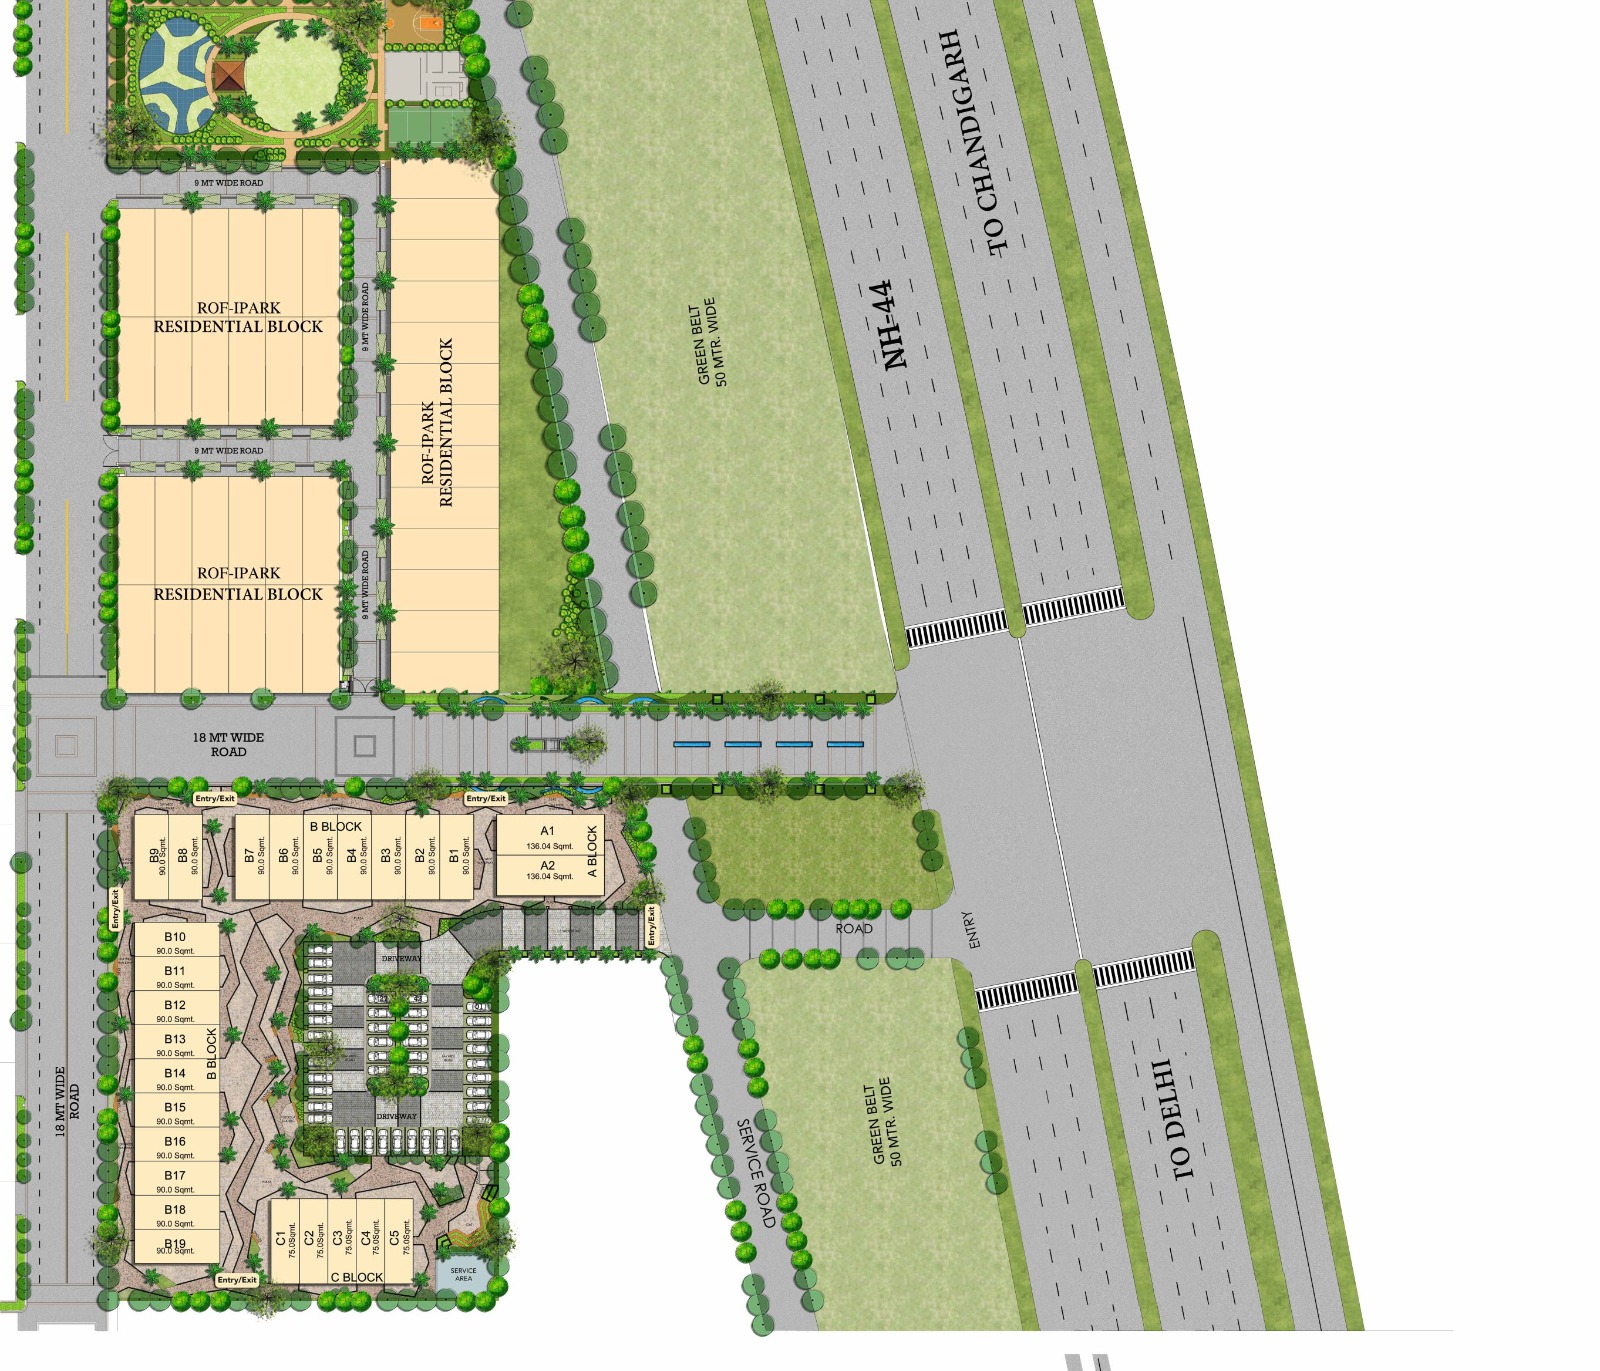 TO CHANDIGARH
9 MT WIDE ROAD
ROF-IPARK
RESIDENTIAL BLOCK
9 MT WIDE ROAD
GREEN BELT
50 MTR. WIDE
NH-44
ROF-IPARK
RESIDENTIAL BLOCK
9 MT WIDE ROAD
ROF-IPARK
RESIDENTIAL BLOCK
9 MT WIDE ROAD
18 MT WIDE
ROAD
Entry/Exit
Entry/Exit
B BLOCK
B9
90.0 Sqmt.
B8
90.0 Sqmt.
B7
90.0 Sqmt.
B6
90.0 Sqmt.
B5
90.0 Sqmt.
B4
90.0 Sqmt.
B3
90.0 Sqmt.
B2
90.0 Sqmt.
B1
90.0 Sqmt.
A1
136.04 Sqmt.
A2
136.04 Sqmt.
A BLOCK
Entry/Exit
Entry/Exit
ROAD
ENTRY
B10
90.0 Sqmt.
B11
90.0 Sqmt.
B12
90.0 Sqmt.
B13
90.0 Sqmt.
B14
90.0 Sqmt.
B15
90.0 Sqmt.
B16
90.0 Sqmt.
B17
90.0 Sqmt.
B18
90.0 Sqmt.
B19
90.0 Sqmt.
B BLOCK
DRIVEWAY
DRIVEWAY
18 MT WIDE
ROAD
SERVICE ROAD
GREEN BELT
50 MTR. WIDE
TO DELHI
C1
75.0Sqmt.
C2
75.0Sqmt.
C3
75.0Sqmt.
C4
75.0Sqmt.
C5
75.0Sqmt.
C BLOCK
Entry/Exit
SERVICE
AREA